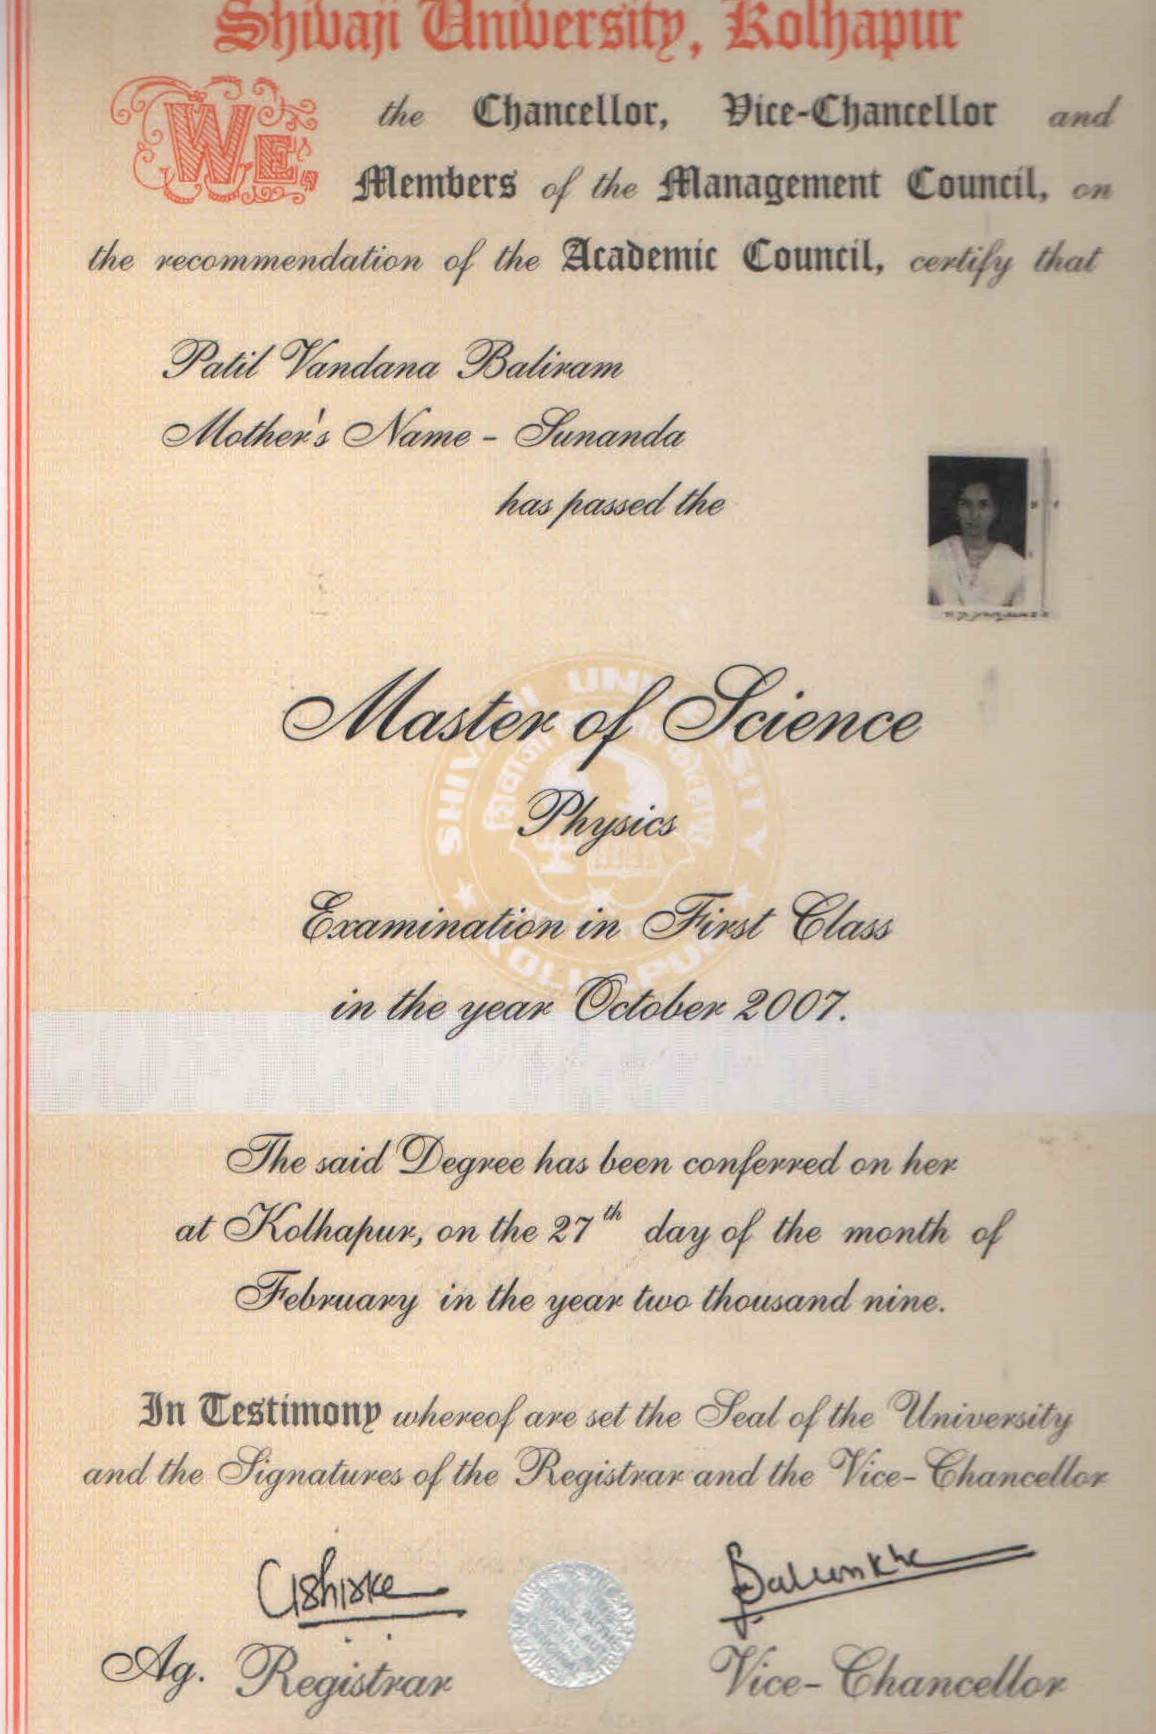 Shivaji University, Kolhapur
WE, the Chancellor, Vice-Chancellor and
Members of the Management Council, on
the recommendation of the Academic Council, certify that
Patil Vandana Baliram
Mother's Name - Sunanda
has passed the
Master of Science
Physics
Examination in First Class
in the year October 2007.
The said Degree has been conferred on her
at Kolhapur, on the 27th day of the month of
February in the year two thousand nine.
In Testimony whereof are set the Seal of the University
and the Signatures of the Registrar and the Vice-Chancellor
Ag. Registrar
Vice-Chancellor
SHIVAJI UNIVERSITY